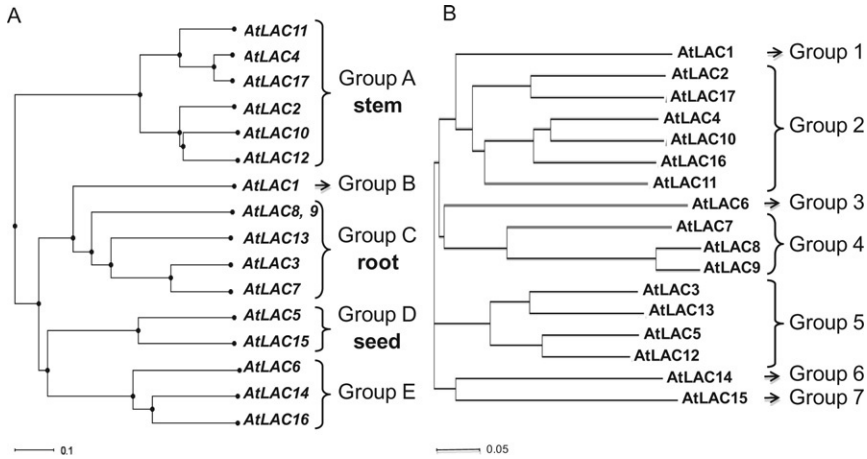 A
AtLAC11
AtLAC4
AtLAC17
AtLAC2
AtLAC10
AtLAC12
Group A
stem
AtLAC1
Group B
AtLAC8, 9
AtLAC13
AtLAC3
AtLAC7
Group C
root
AtLAC5
AtLAC15
Group D
seed
AtLAC6
AtLAC14
AtLAC16
Group E
0.1
B
AtLAC1
Group 1
AtLAC2
AtLAC17
AtLAC4
AtLAC10
AtLAC16
AtLAC11
Group 2
AtLAC6
Group 3
AtLAC7
AtLAC8
AtLAC9
Group 4
AtLAC3
AtLAC13
AtLAC5
AtLAC12
Group 5
AtLAC14
Group 6
AtLAC15
Group 7
0.05